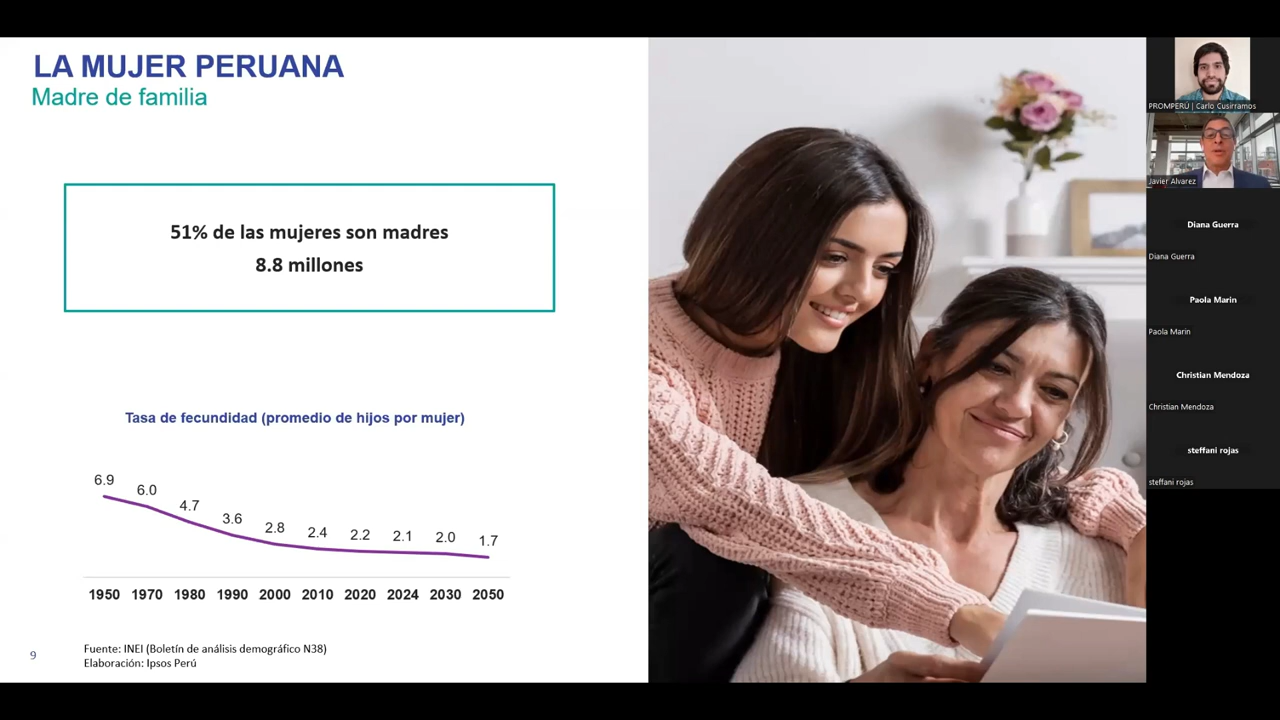 LA MUJER PERUANA
Madre de familia
51% de las mujeres son madres
8.8 millones
Tasa de fecundidad (promedio de hijos por mujer)
6.9 6.0 4.7 3.6 2.8 2.4 2.2 2.1 2.0 1.7
1950 1970 1980 1990 2000 2010 2020 2024 2030 2050
9
Fuente: INEI (Boletín de análisis demográfico N38)
Elaboración: Ipsos Perú
PROMPERÚ | Carlo Cusirramos
Javier Alvarez
Diana Guerra
Diana Guerra
Paola Marin
Paola Marin
Christian Mendoza
Christian Mendoza
steffani rojas
steffani rojas